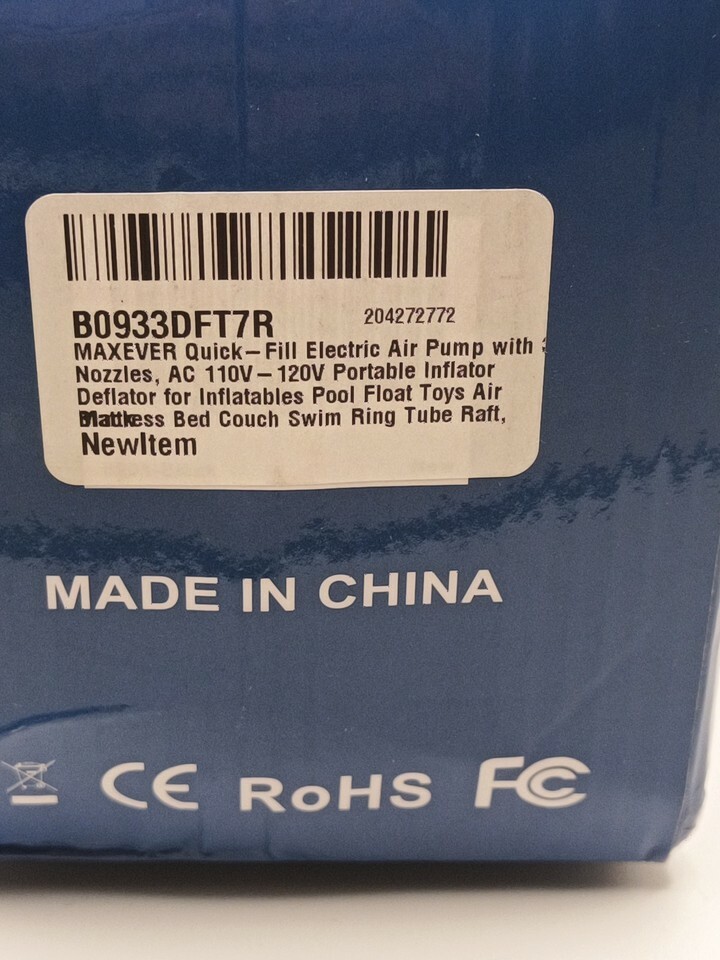 B0933DFT7R 204272772
MAXEVER Quick-Fill Electric Air Pump with
Nozzles, AC 110V-120V Portable Inflator
Deflator for Inflatables Pool Float Toys Air
Bed Couch Swim Ring Tube Raft,
NewItem
MADE IN CHINA
CE RoHS FC